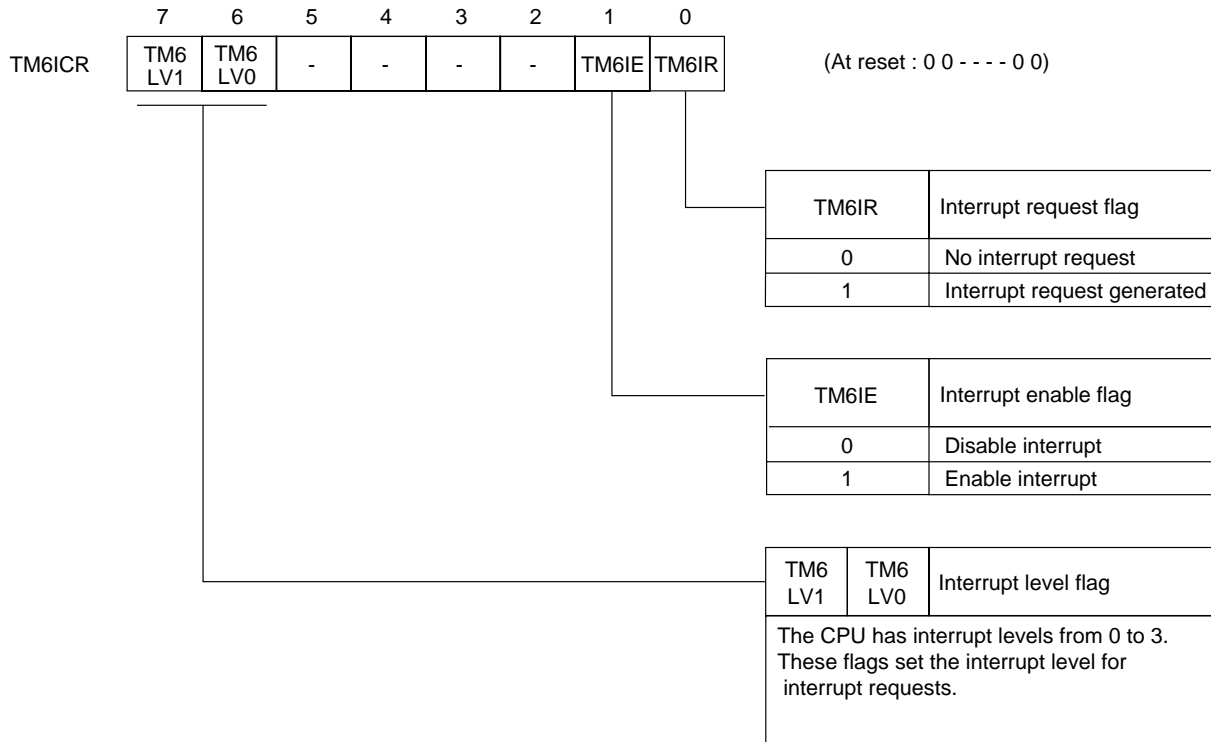 7 6 5 4 3 2 1 0
TM6ICR TM6 LV1 TM6 LV0 - - - - TM6IE TM6IR (At reset : 0 0 - - - - 0 0)
TM6IR Interrupt request flag
0 No interrupt request
1 Interrupt request generated
TM6IE Interrupt enable flag
0 Disable interrupt
1 Enable interrupt
TM6 LV1 TM6 LV0 Interrupt level flag
The CPU has interrupt levels from 0 to 3.
These flags set the interrupt level for
interrupt requests.